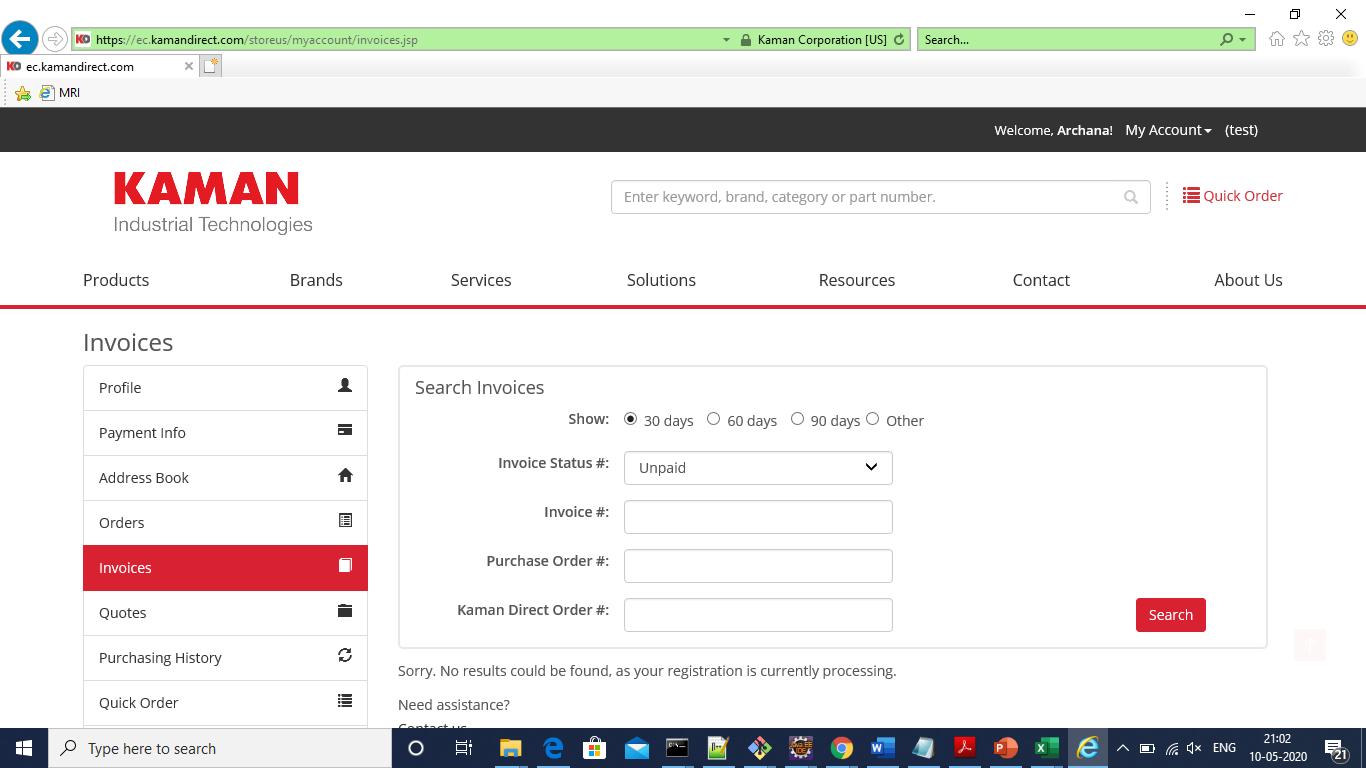 https://ec.kamandirect.com/storeus/myaccount/invoices.jsp
Kaman Corporation [US]
Search...
ec.kamandirect.com
MRI
Welcome, Archana! My Account (test)
KAMAN
Industrial Technologies
Enter keyword, brand, category or part number.
Quick Order
Products Brands Services Solutions Resources Contact About Us
Invoices
Profile
Payment Info
Address Book
Orders
Invoices
Quotes
Purchasing History
Quick Order
Search Invoices
Show: 30 days 60 days 90 days Other
Invoice Status #: Unpaid
Invoice #:
Purchase Order #:
Kaman Direct Order #:
Search
Sorry. No results could be found, as your registration is currently processing.
Need assistance?
Contact us
Type here to search
ENG
21:02
10-05-2020
21